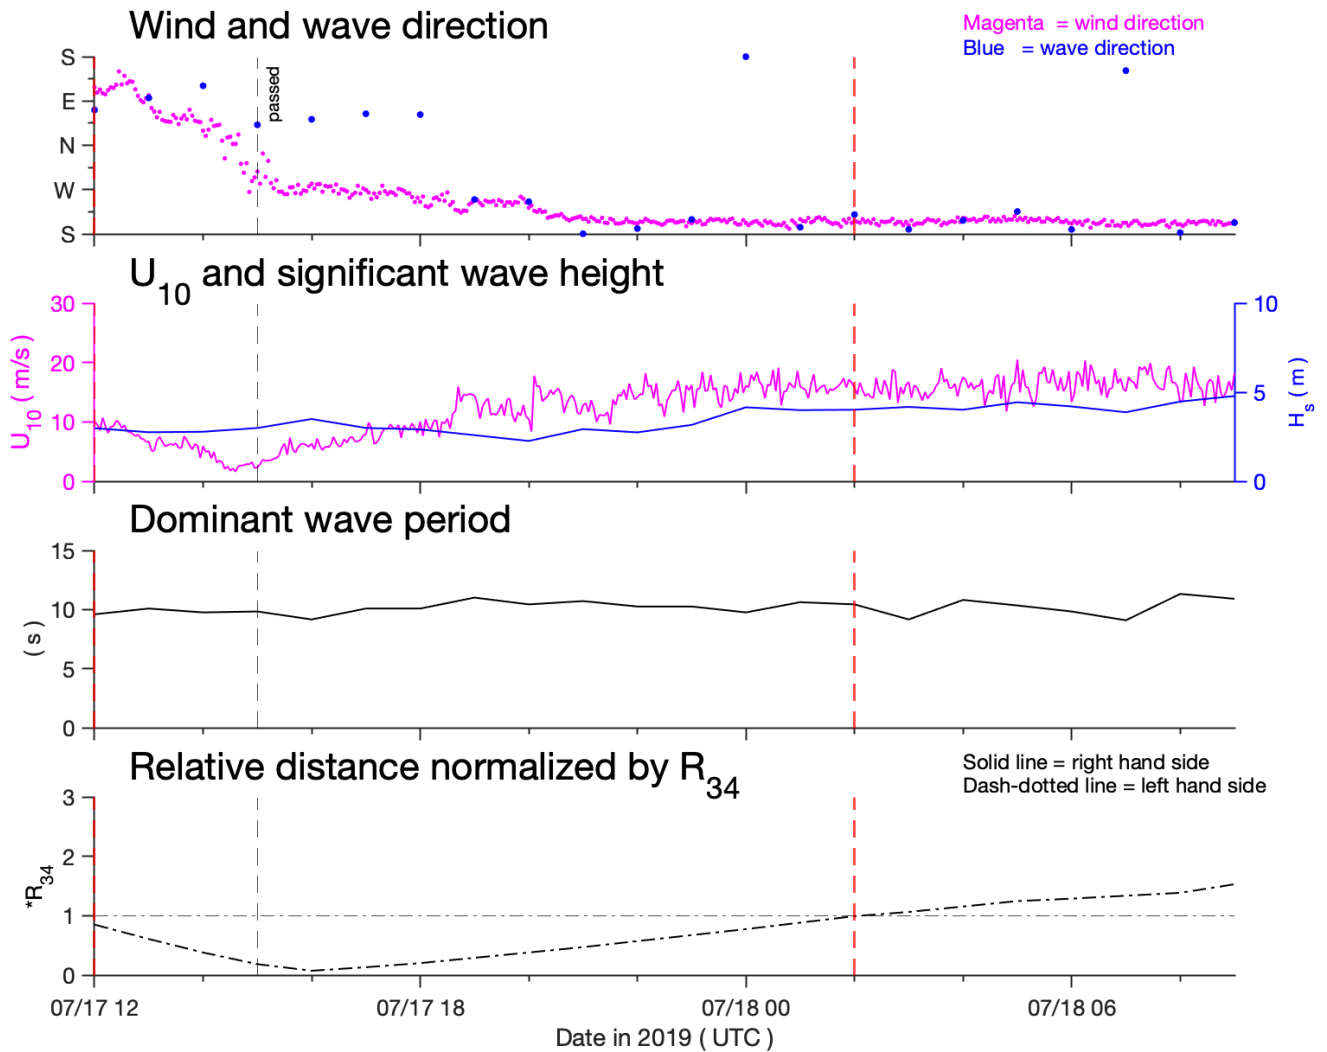 Wind and wave direction
Magenta = wind direction
Blue = wave direction
S
E
N
W
S
passed
U10 and significant wave height
30
20
10
0
U10 ( m/s )
10
5
0
Hs ( m )
Dominant wave period
15
10
5
0
( s )
Relative distance normalized by R34
Solid line = right hand side
Dash-dotted line = left hand side
3
2
1
0
*R34
07/17 12 07/17 18 07/18 00 07/18 06
Date in 2019 ( UTC )